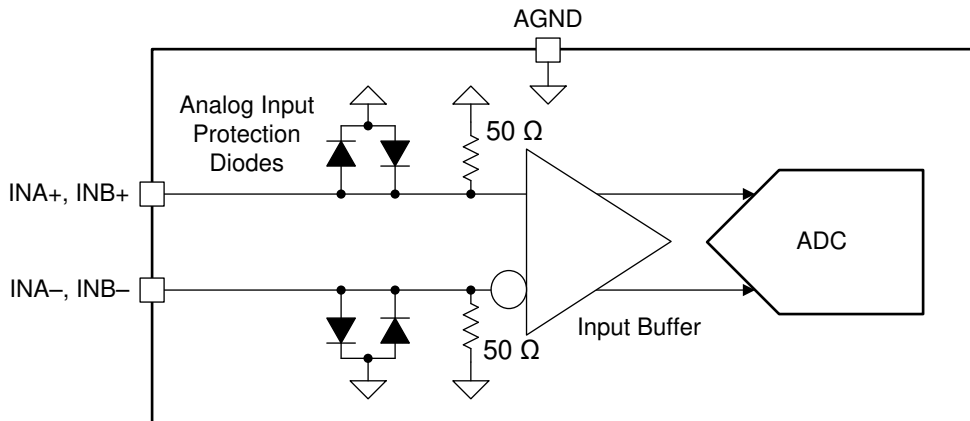 AGND
Analog Input
Protection
Diodes
50 Ω
INA+, INB+
ADC
INA–, INB–
Input Buffer
50 Ω